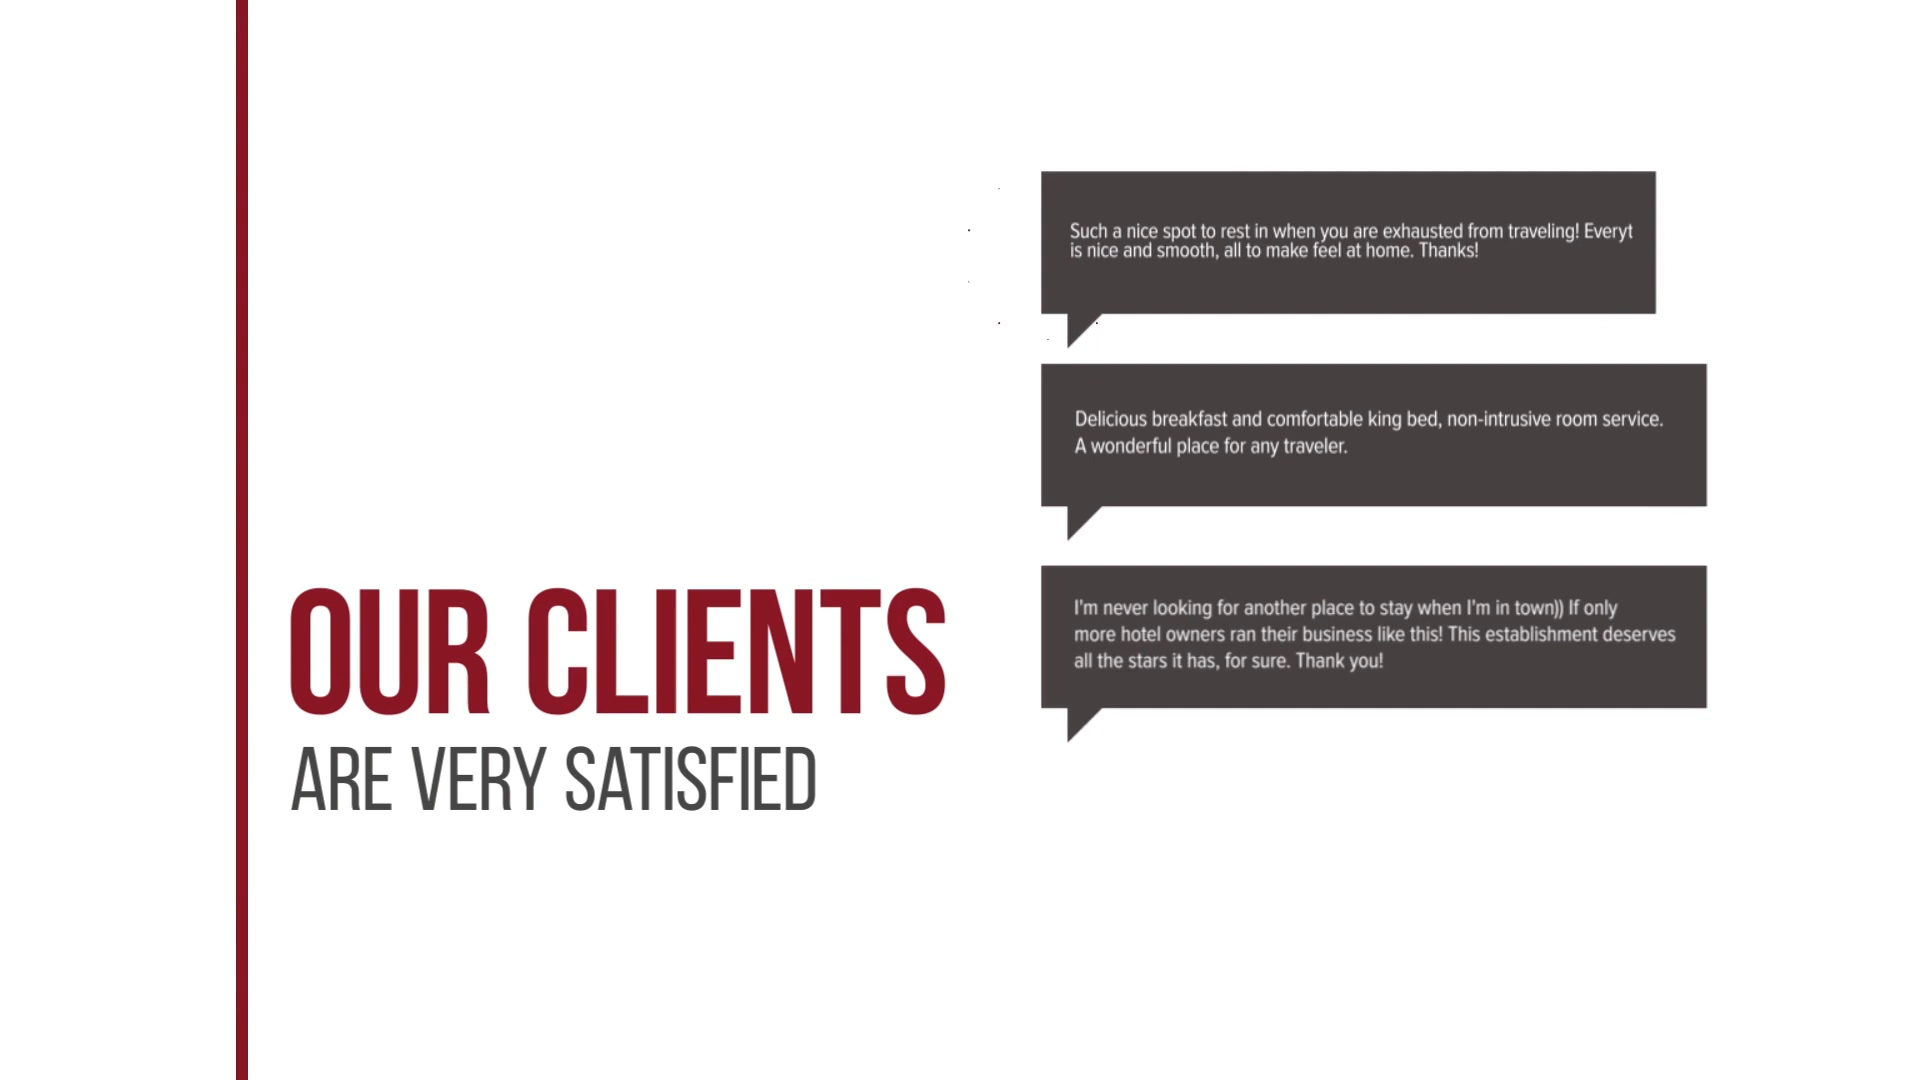 OUR CLIENTS
ARE VERY SATISFIED
Such a nice spot to rest in when you are exhausted from traveling! Everyt
is nice and smooth, all to make feel at home. Thanks!
Delicious breakfast and comfortable king bed, non-intrusive room service.
A wonderful place for any traveler.
I'm never looking for another place to stay when I'm in town)) If only
more hotel owners ran their business like this! This establishment deserves
all the stars it has, for sure. Thank you!